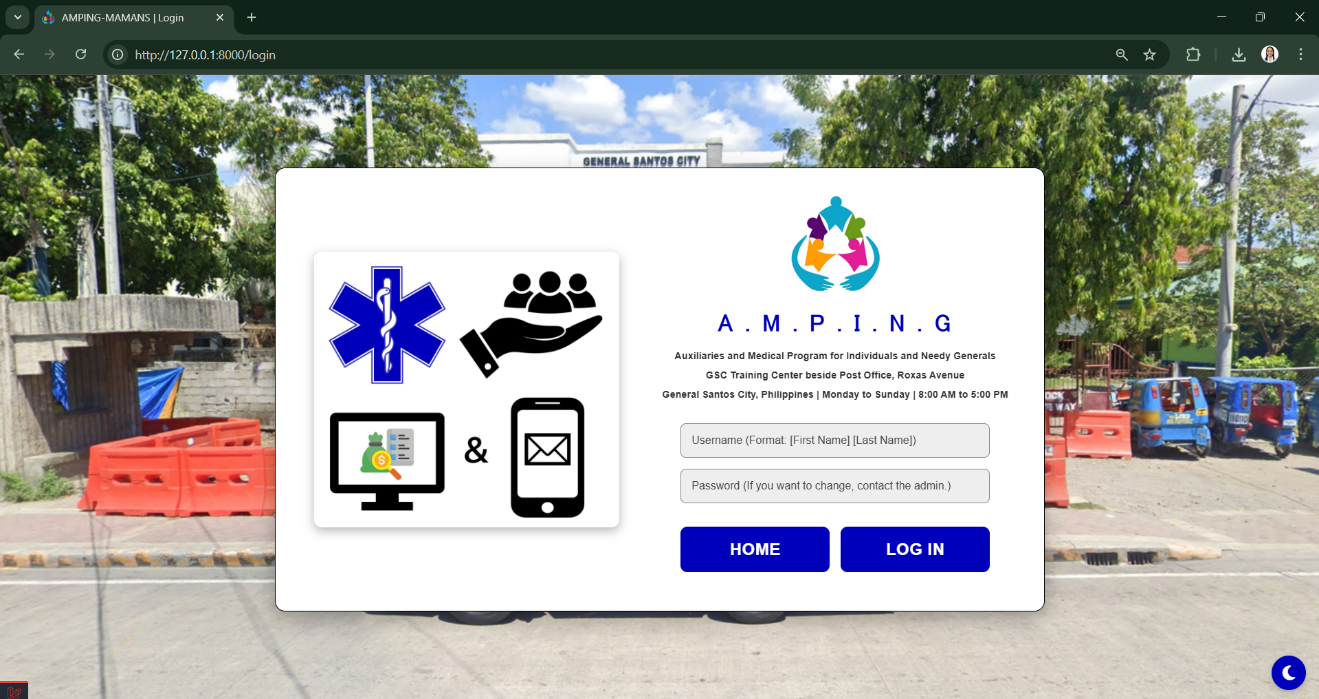 AMPING-MAMANS | Login
http://127.0.0.1:8000/login
GENERAL SANTOS CITY
A.M.P.I.N.G
Auxiliaries and Medical Program for Individuals and Needy Generals
GSC Training Center beside Post Office, Roxas Avenue
General Santos City, Philippines | Monday to Sunday | 8:00 AM to 5:00 PM
$
&
Username (Format: [First Name] [Last Name])
Password (If you want to change, contact the admin.)
HOME
LOG IN